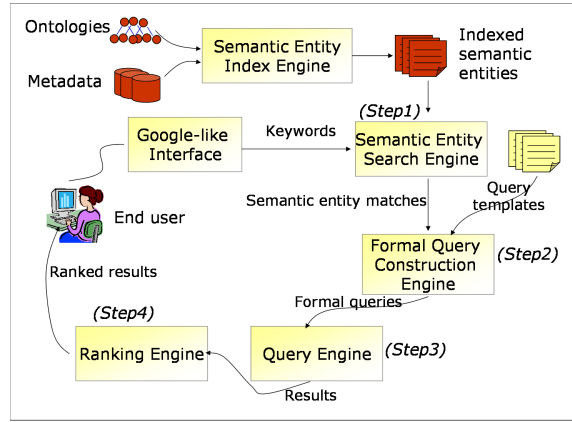 Ontologies
Metadata
Semantic Entity
Index Engine
Indexed
semantic
entities
(Step1)
Google-like
Interface
Keywords
Semantic Entity
Search Engine
Query
templates
Semantic entity matches
End user
Formal Query
Construction
Engine
(Step2)
Ranked results
Formal queries
(Step4)
Ranking Engine
Query Engine
(Step3)
Results